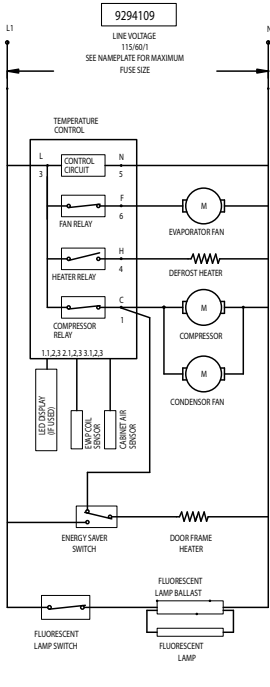 9294109
L1
N
LINE VOLTAGE
115/60/1
SEE NAMEPLATE FOR MAXIMUM
FUSE SIZE
TEMPERATURE
CONTROL
L
3
CONTROL
CIRCUIT
N
5
F
6
FAN RELAY
M
EVAPORATOR FAN
H
4
HEATER RELAY
DEFROST HEATER
C
1
COMPRESSOR
RELAY
M
COMPRESSOR
1.1,2,3 2.1,2,3 3.1,2,3
M
CONDENSOR FAN
LED DISPLAY
(IF USED)
EVAP COIL
SENSOR
CABINET AIR
SENSOR
ENERGY SAVER
SWITCH
DOOR FRAME
HEATER
FLUORESCENT
LAMP BALLAST
FLUORESCENT
LAMP SWITCH
FLUORESCENT
LAMP